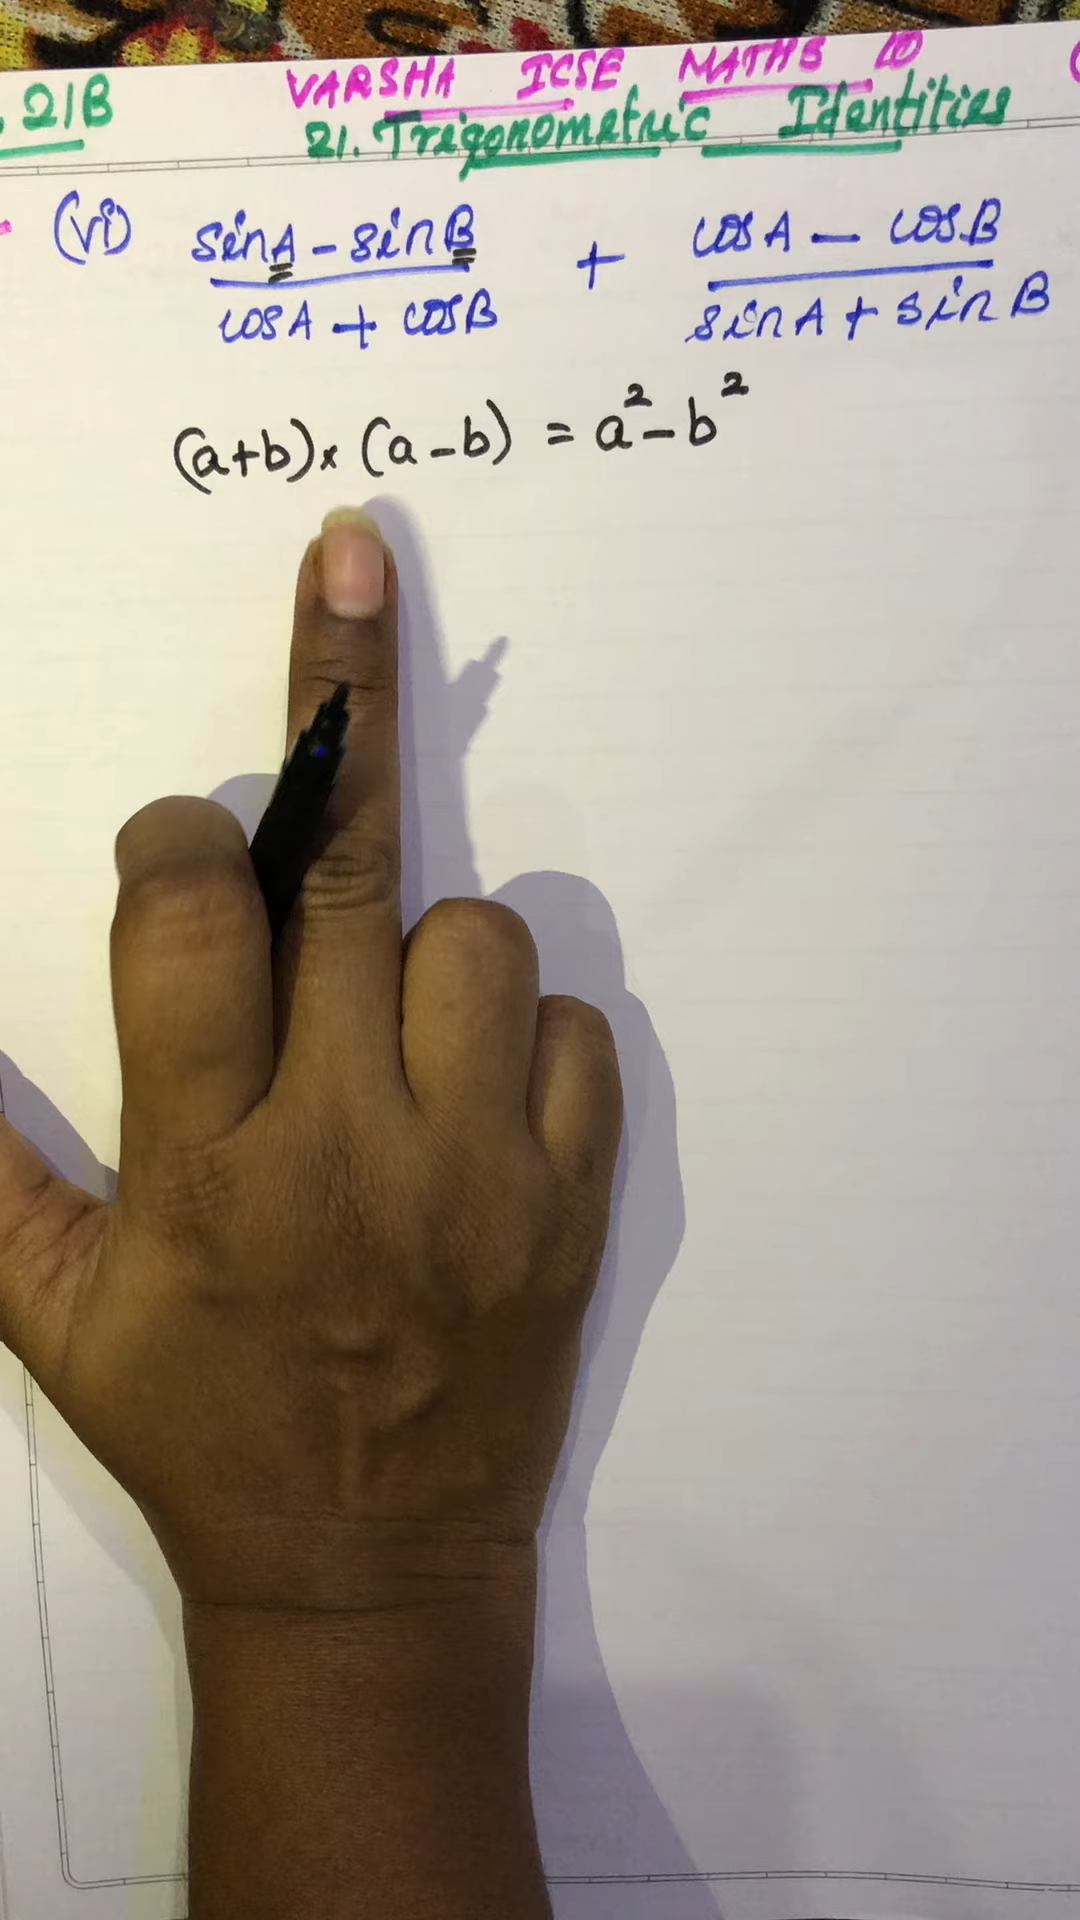 . 21B
VARSHA ICSE MATHS 10
21. Trigonometric Identities
(vi) sinA - sinB / cosA + cosB + cosA - cosB / sinA + sinB
(a+b)×(a-b) = a²-b²